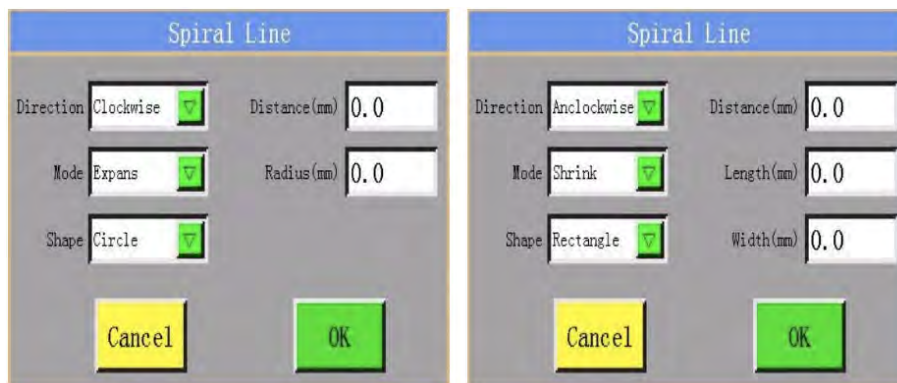 Spiral Line
Direction Clockwise Distance(mm) 0.0
Mode Expans Radius(mm) 0.0
Shape Circle
Cancel OK
Spiral Line
Direction Anclockwise Distance(mm) 0.0
Mode Shrink Length(mm) 0.0
Shape Rectangle Width(mm) 0.0
Cancel OK